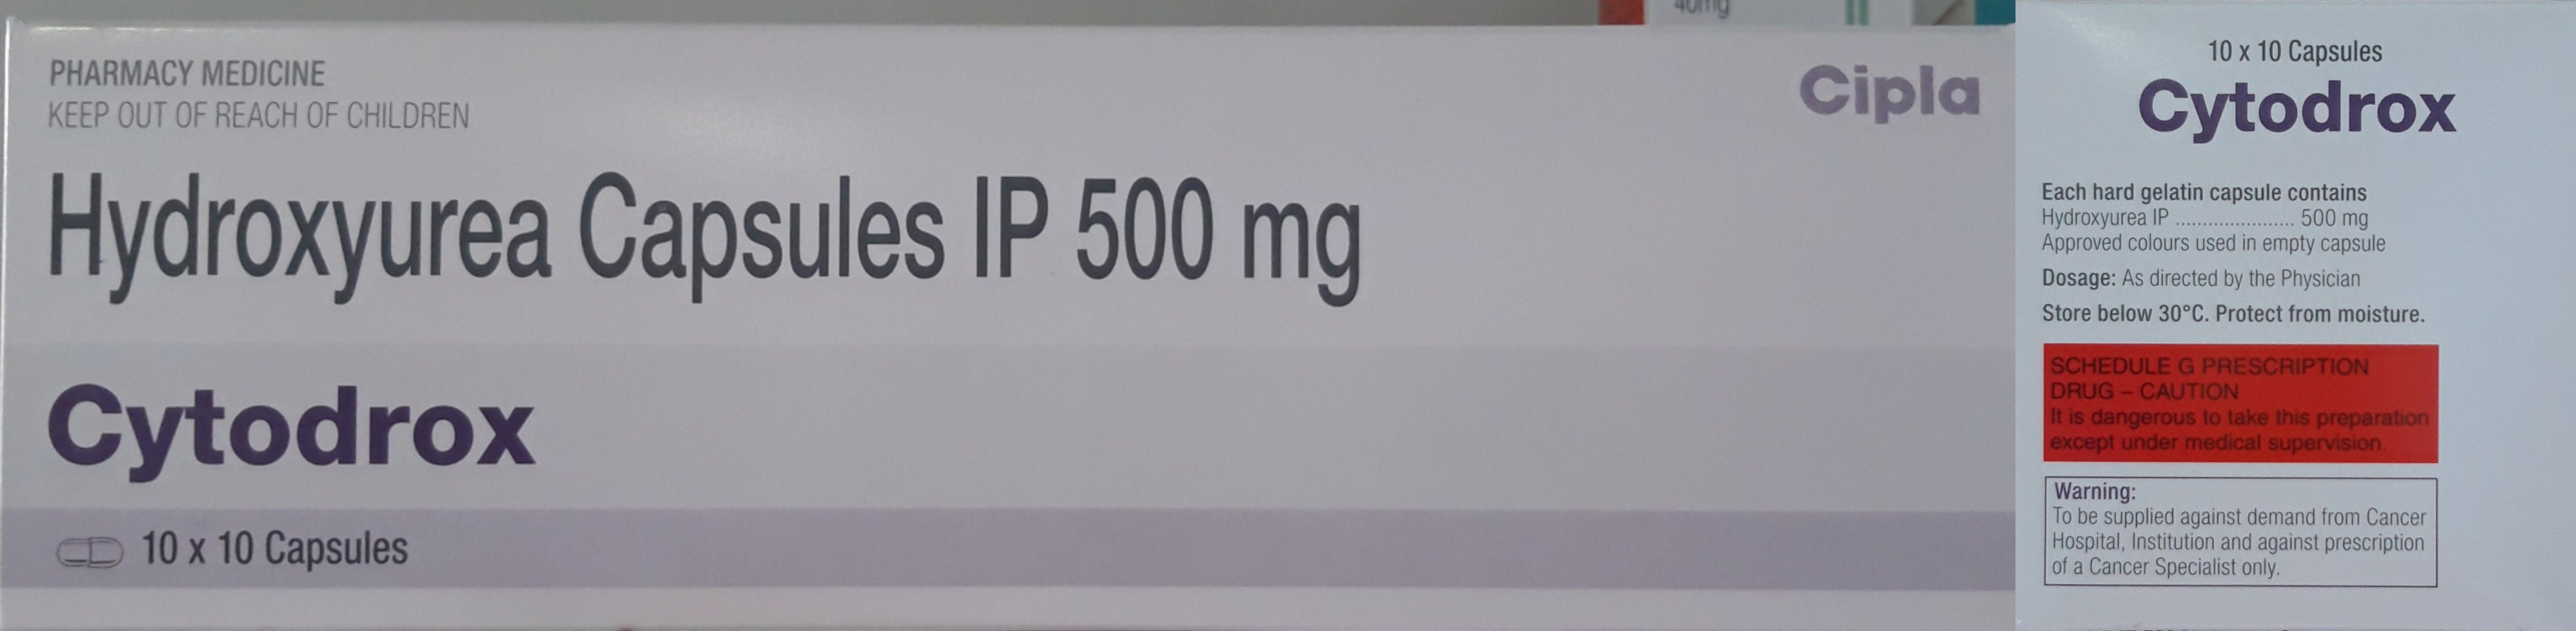 40mg
PHARMACY MEDICINE
KEEP OUT OF REACH OF CHILDREN
Cipla
Hydroxyurea Capsules IP 500 mg
Cytodrox
10 x 10 Capsules
10 x 10 Capsules
Cytodrox
Each hard gelatin capsule contains
Hydroxyurea IP ...................... 500 mg
Approved colours used in empty capsule
Dosage: As directed by the Physician
Store below 30°C. Protect from moisture.
SCHEDULE G PRESCRIPTION
DRUG – CAUTION
It is dangerous to take this preparation
except under medical supervision.
Warning:
To be supplied against demand from Cancer
Hospital, Institution and against prescription
of a Cancer Specialist only.